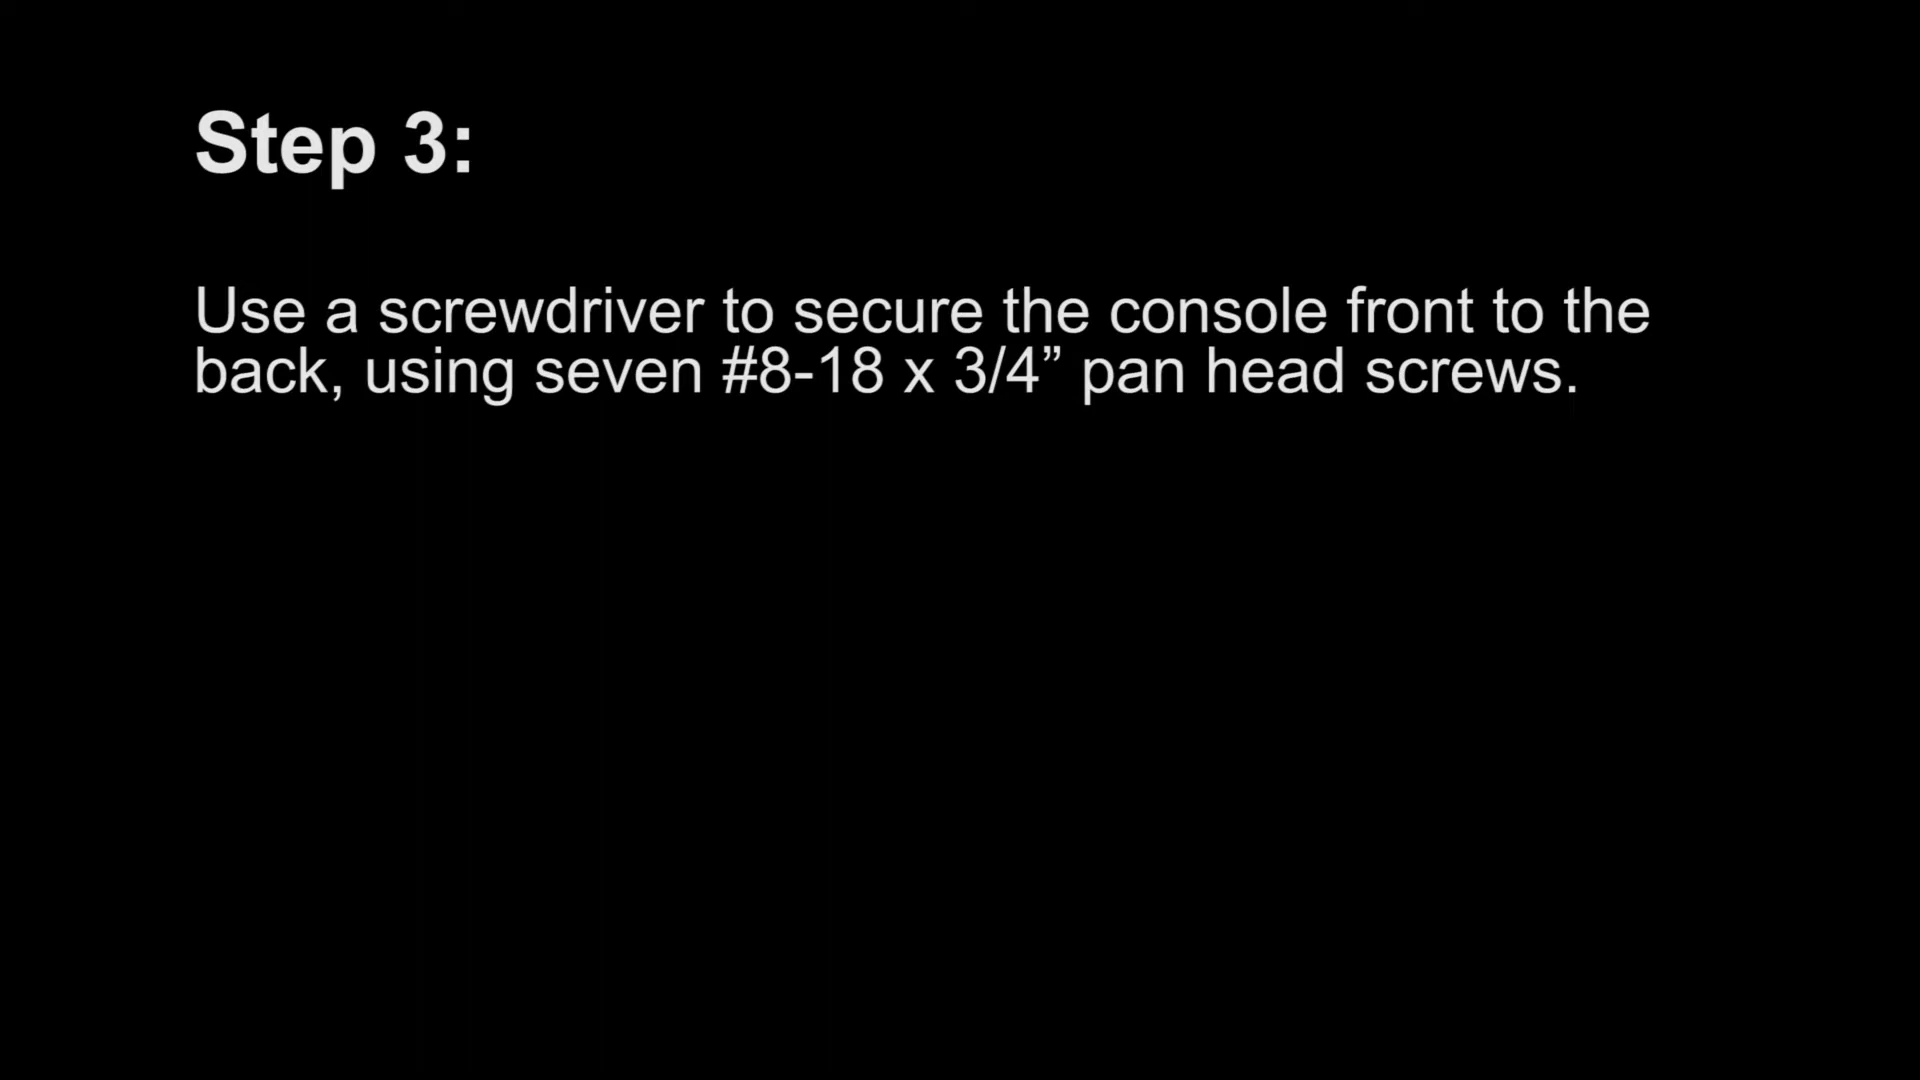 Step 3:
Use a screwdriver to secure the console front to the
back, using seven #8-18 x 3/4” pan head screws.